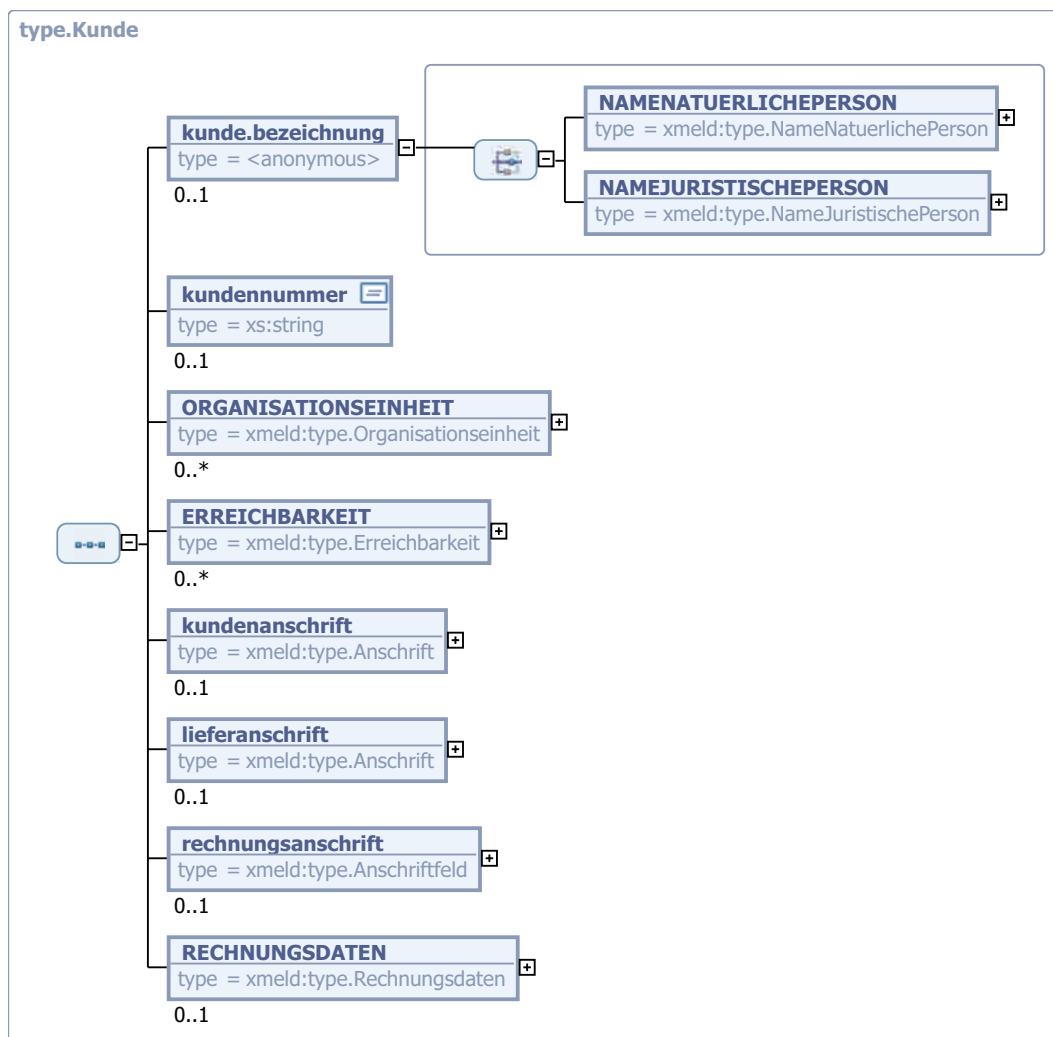 type.Kunde
NAMENATUERLICHEPERSON
type = xmeld:type.NameNatuerlichePerson
kunde.bezeichnung
type = <anonymous>
0..1
NAMEJURISTISCHEPERSON
type = xmeld:type.NameJuristischePerson
kundennummer
type = xs:string
0..1
ORGANISATIONSEINHEIT
type = xmeld:type.Organisationseinheit
0..*
ERREICHBARKEIT
type = xmeld:type.Erreichbarkeit
0..*
kundenanschrift
type = xmeld:type.Anschrift
0..1
lieferanschrift
type = xmeld:type.Anschrift
0..1
rechnungsanschrift
type = xmeld:type.Anschriftfeld
0..1
RECHNUNGSDATEN
type = xmeld:type.Rechnungsdaten
0..1